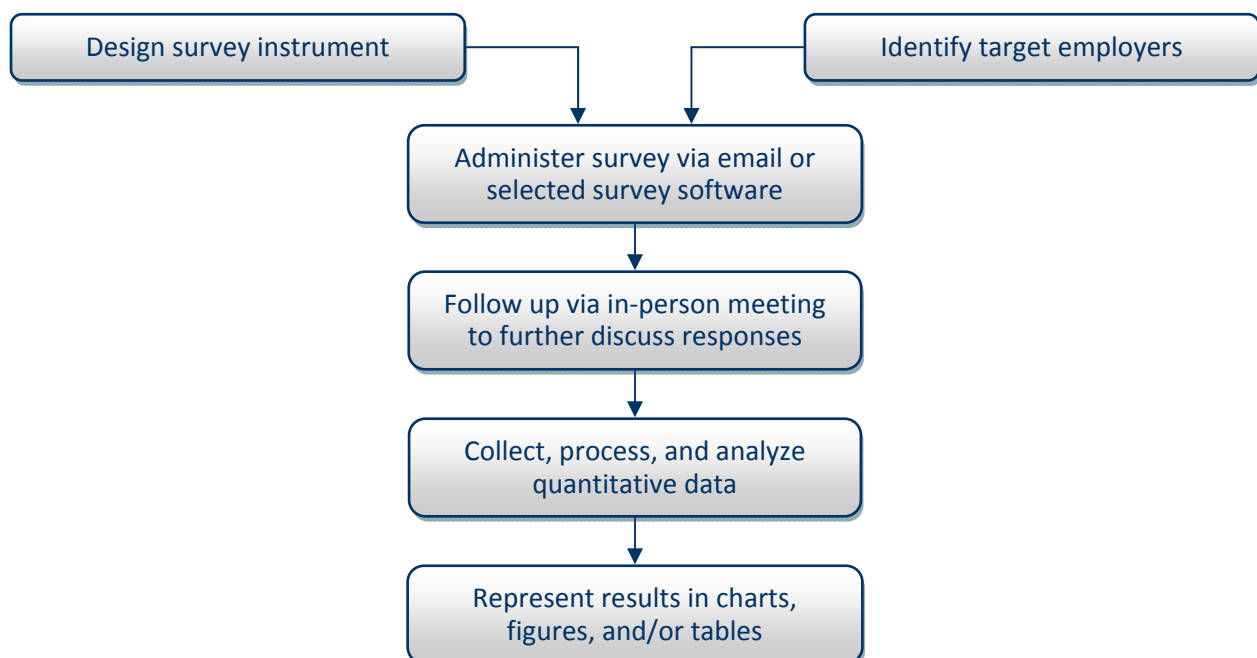 Design survey instrument
Identify target employers
Administer survey via email or
selected survey software
Follow up via in-person meeting
to further discuss responses
Collect, process, and analyze
quantitative data
Represent results in charts,
figures, and/or tables